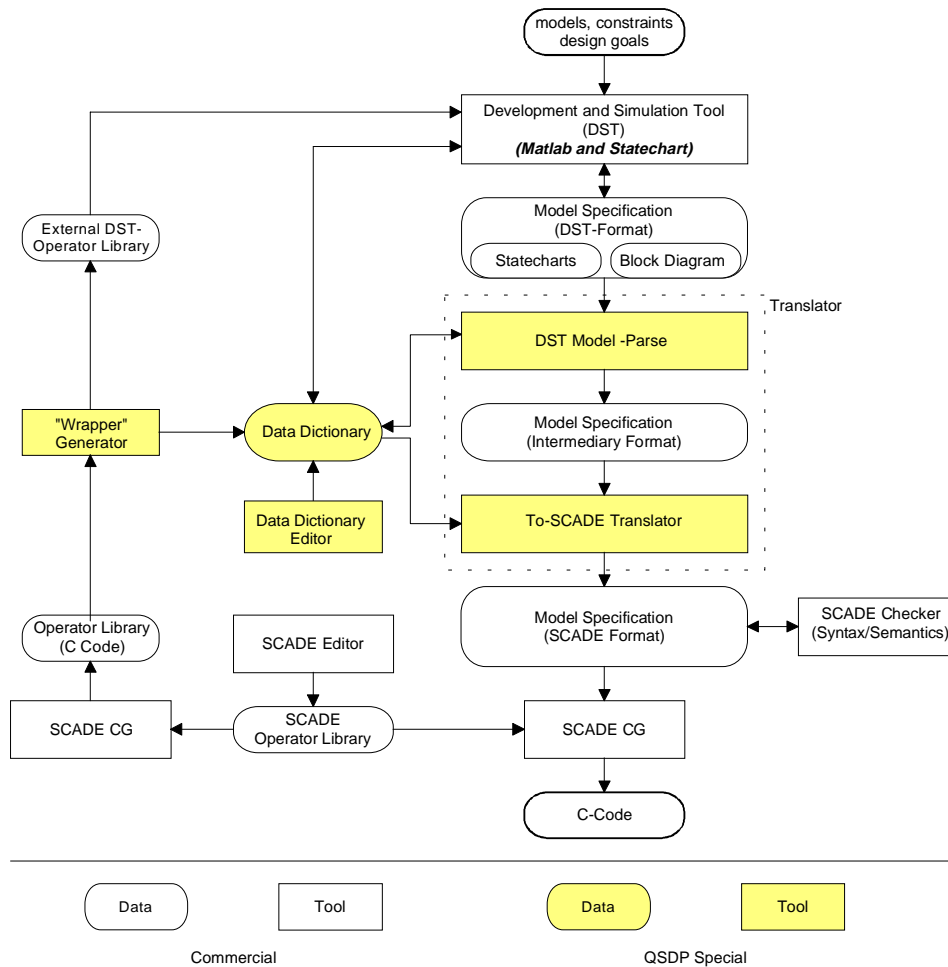 models, constraints
design goals
Development and Simulation Tool
(DST)
(Matlab and Statechart)
External DST-
Operator Library
Model Specification
(DST-Format)
Statecharts
Block Diagram
Translator
DST Model -Parse
"Wrapper"
Generator
Data Dictionary
Model Specification
(Intermediary Format)
Data Dictionary
Editor
To-SCADE Translator
Operator Library
(C Code)
SCADE Editor
Model Specification
(SCADE Format)
SCADE Checker
(Syntax/Semantics)
SCADE CG
SCADE
Operator Library
SCADE CG
C-Code
Data
Tool
Data
Tool
Commercial
QSDP Special